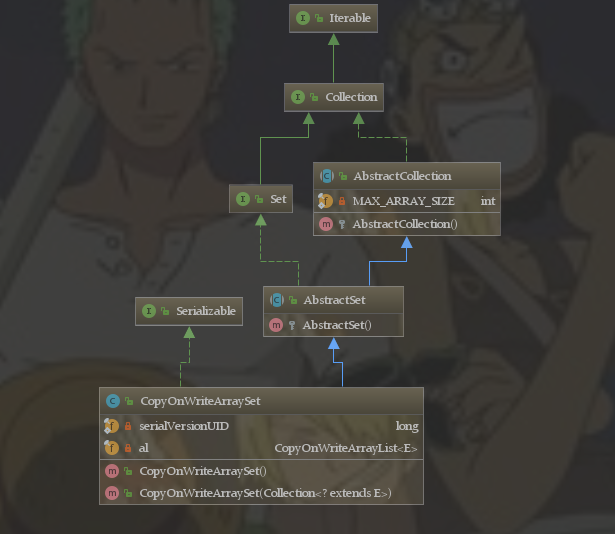 Iterable
Collection
AbstractCollection
MAX_ARRAY_SIZE int
AbstractCollection()
Set
AbstractSet
AbstractSet()
Serializable
CopyOnWriteArraySet
serialVersionUID long
al CopyOnWriteArrayList<E>
CopyOnWriteArraySet()
CopyOnWriteArraySet(Collection<? extends E>)